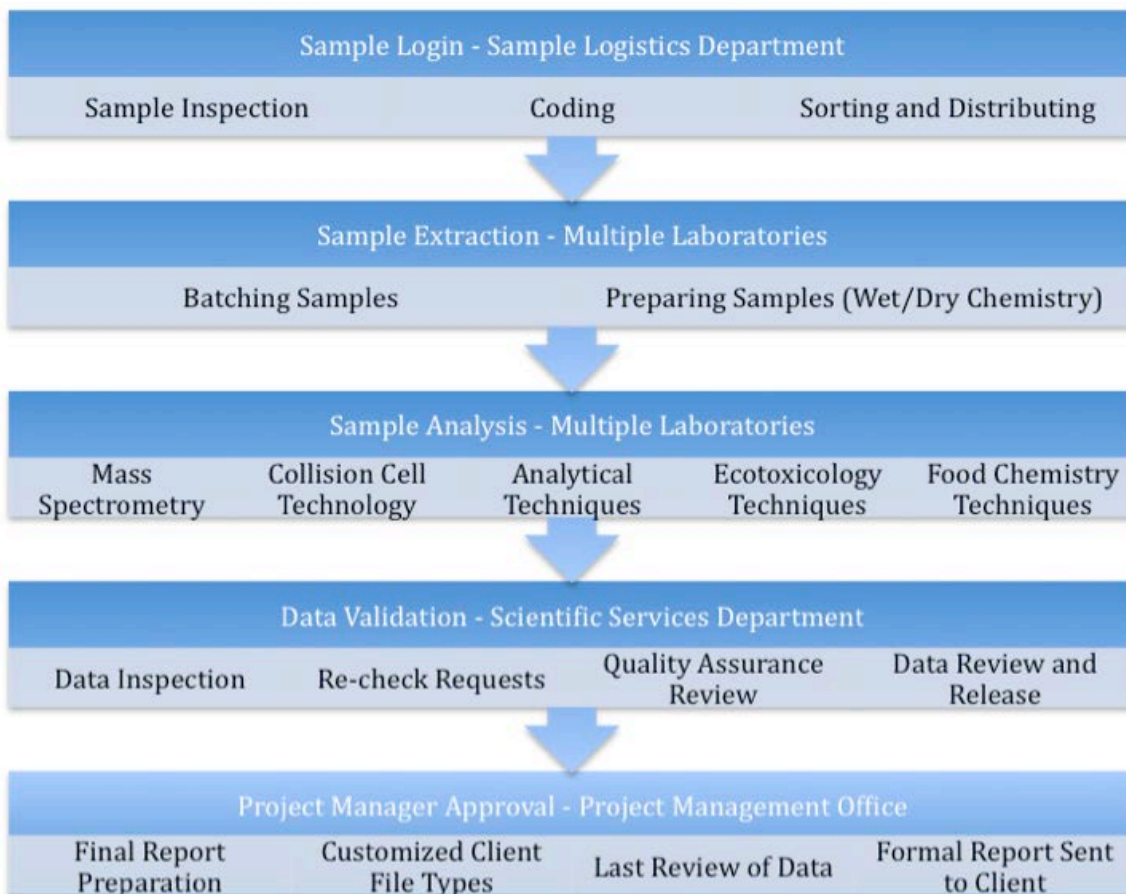 Sample Login - Sample Logistics Department
Sample Inspection
Coding
Sorting and Distributing
Sample Extraction - Multiple Laboratories
Batching Samples
Preparing Samples (Wet/Dry Chemistry)
Sample Analysis - Multiple Laboratories
Mass
Spectrometry
Collision Cell
Technology
Analytical
Techniques
Ecotoxicology
Techniques
Food Chemistry
Techniques
Data Validation - Scientific Services Department
Data Inspection
Re-check Requests
Quality Assurance
Review
Data Review and
Release
Project Manager Approval - Project Management Office
Final Report
Preparation
Customized Client
File Types
Last Review of Data
Formal Report Sent
to Client